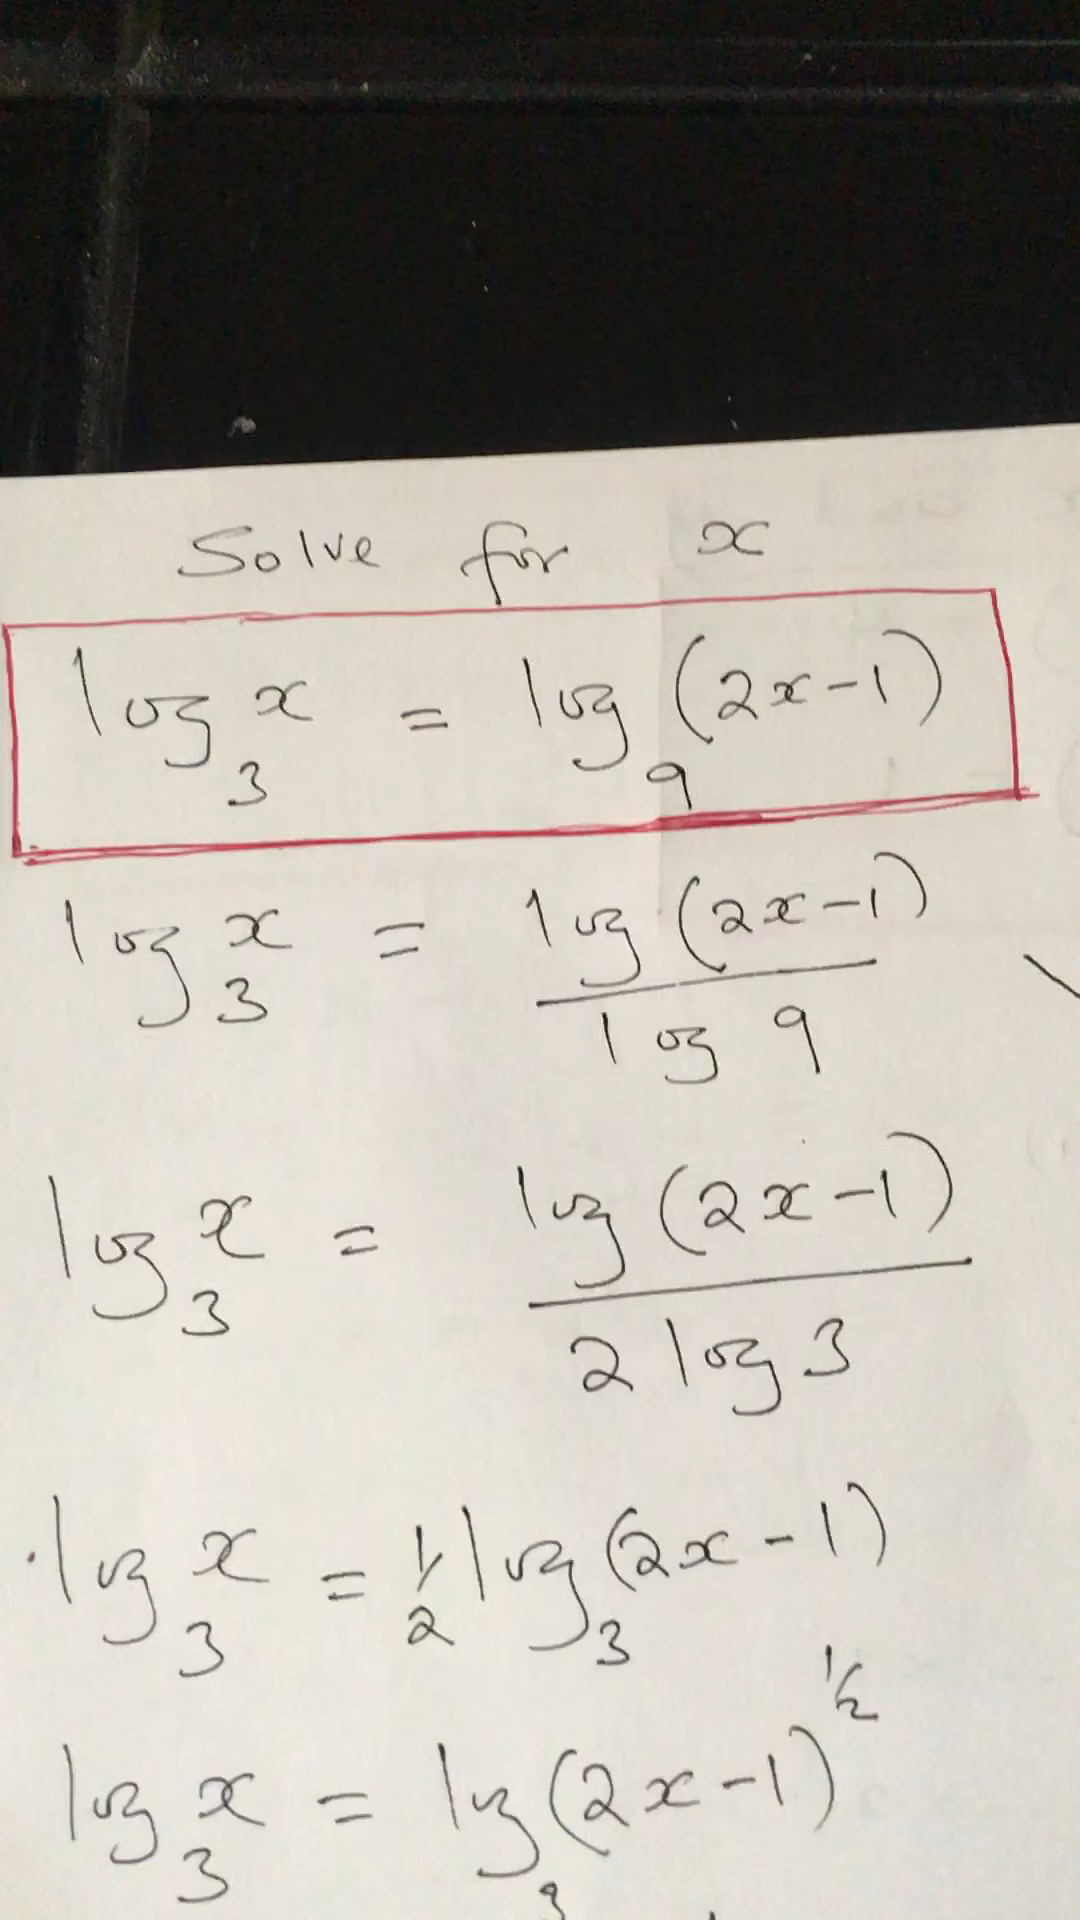 Solve for x
log₃ x = log₉ (2x-1)
log₃ x = log (2x-1) / log 9
log₃ x = log (2x-1) / 2 log 3
log₃ x = 1/2 log₃ (2x-1)
log₃ x = log₃ (2x-1)^1/2